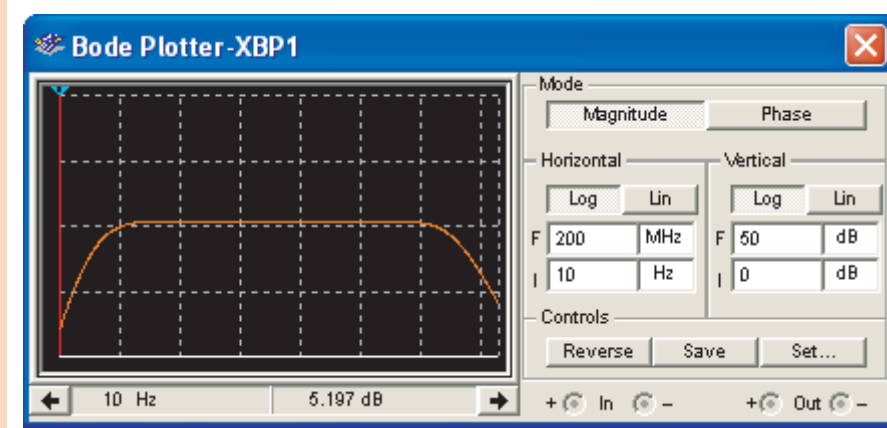 Bode Plotter-XBP1
Mode
Magnitude Phase
Horizontal Vertical
Log Lin Log Lin
F 200 MHz F 50 dB
I 10 Hz I 0 dB
Controls
Reverse Save Set...
10 Hz 5.197 dB + In – + Out –